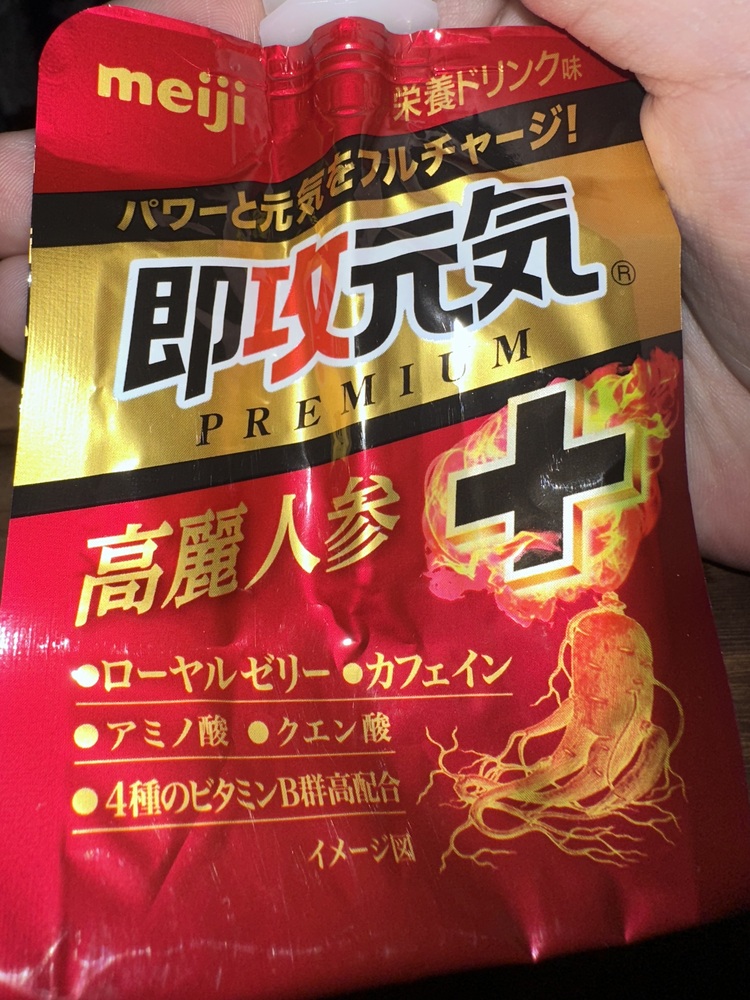 meiji
栄養ドリンク味
パワーと元気をフルチャージ!
即攻元気®
PREMIUM
高麗人参
●ローヤルゼリー ●カフェイン
●アミノ酸 ●クエン酸
●4種のビタミンB群高配合
イメージ図